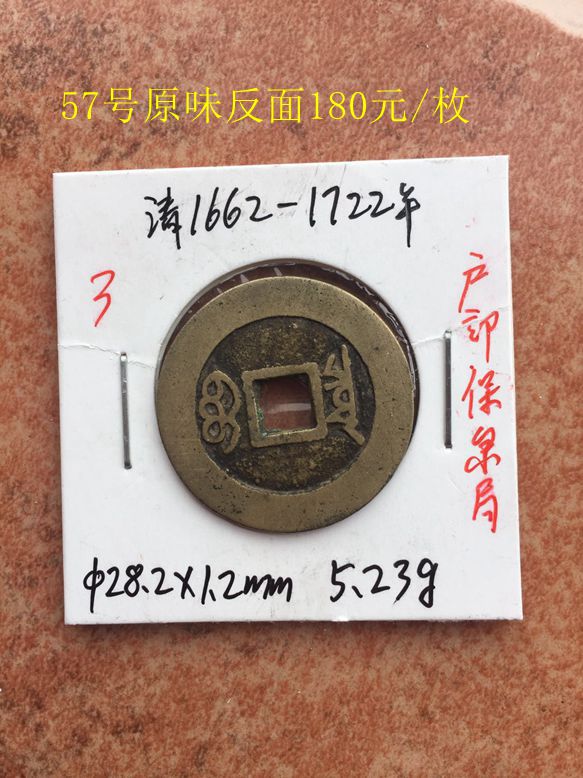 57号原味反面180元/枚
清1662-1722年
3
户部保泉局
φ28.2×1.2mm 5.23g